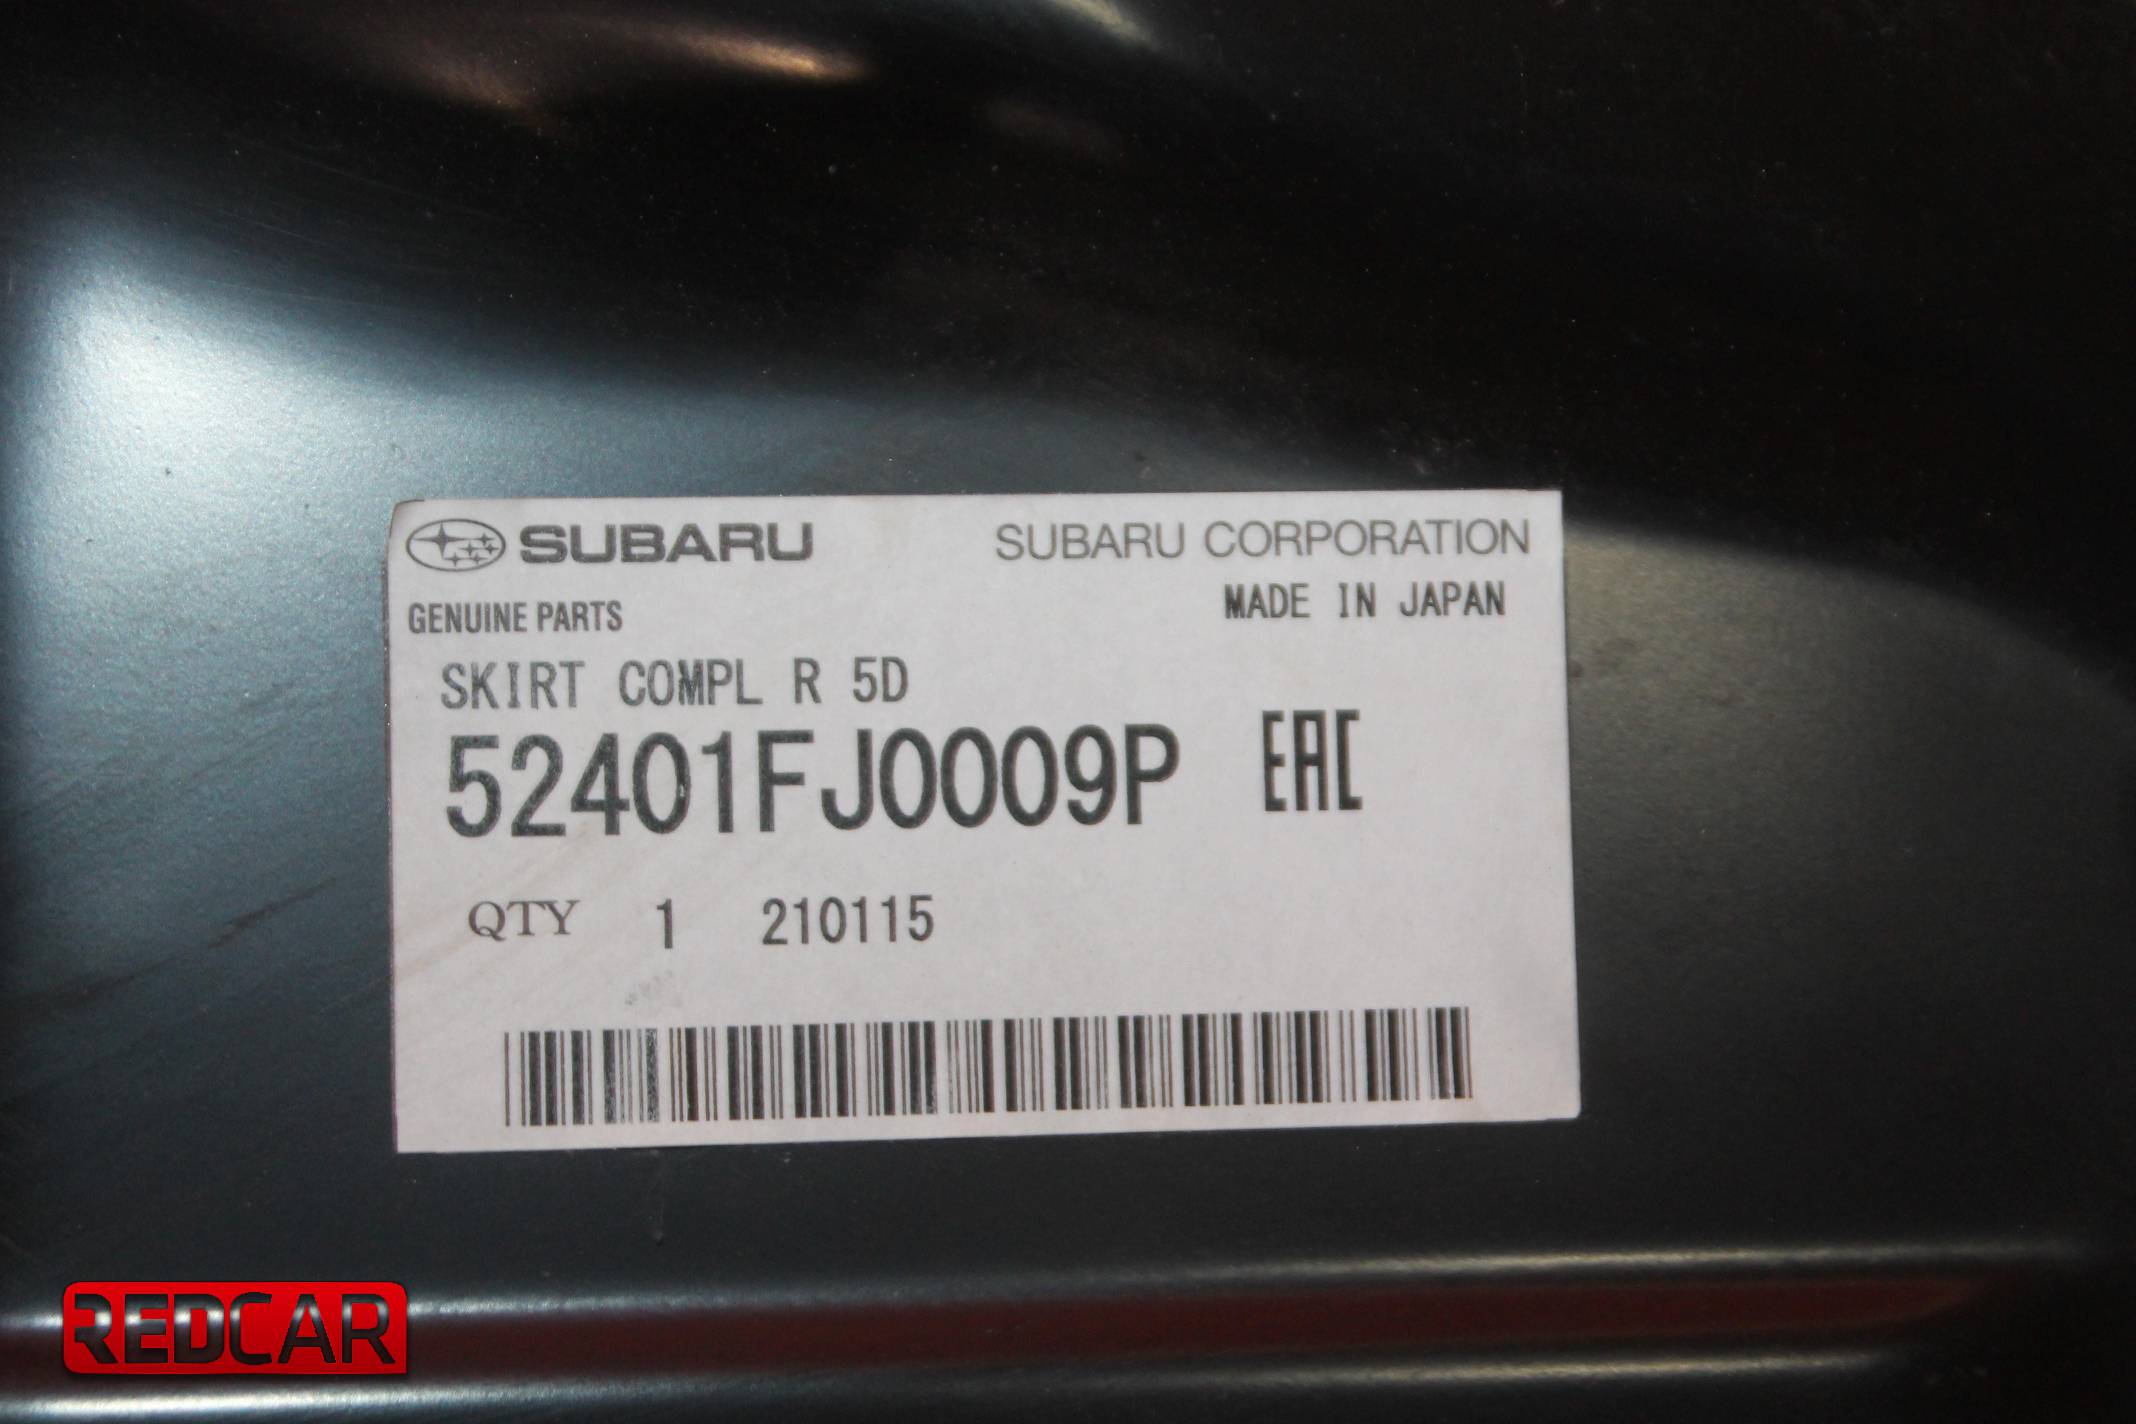 SUBARU SUBARU CORPORATION
GENUINE PARTS MADE IN JAPAN
SKIRT COMPL R 5D
52401FJ0009P EAC
QTY 1 210115
REDCAR